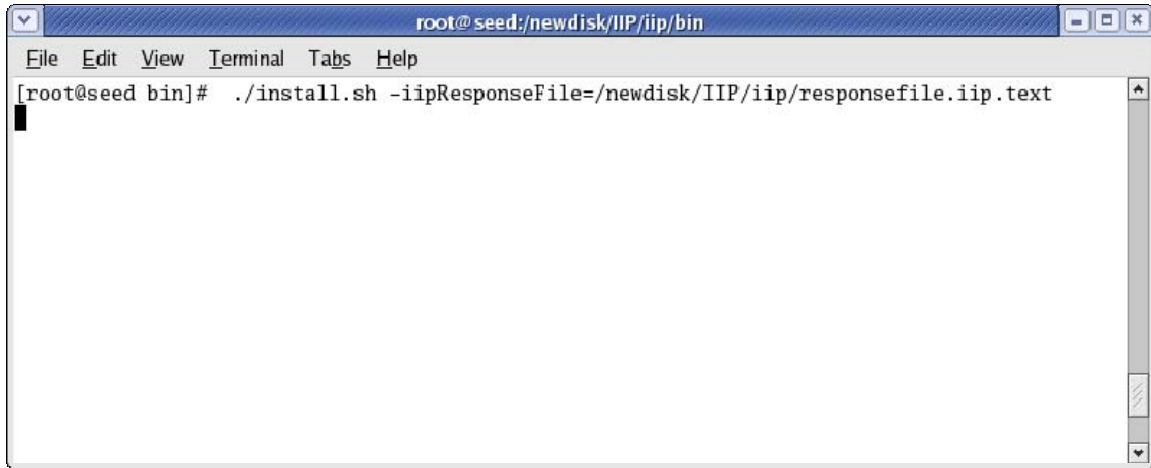 root@seed:/newdisk/IIP/iip/bin
File Edit View Terminal Tabs Help
[root@seed bin]# ./install.sh -iipResponseFile=/newdisk/IIP/iip/responsefile.iip.text